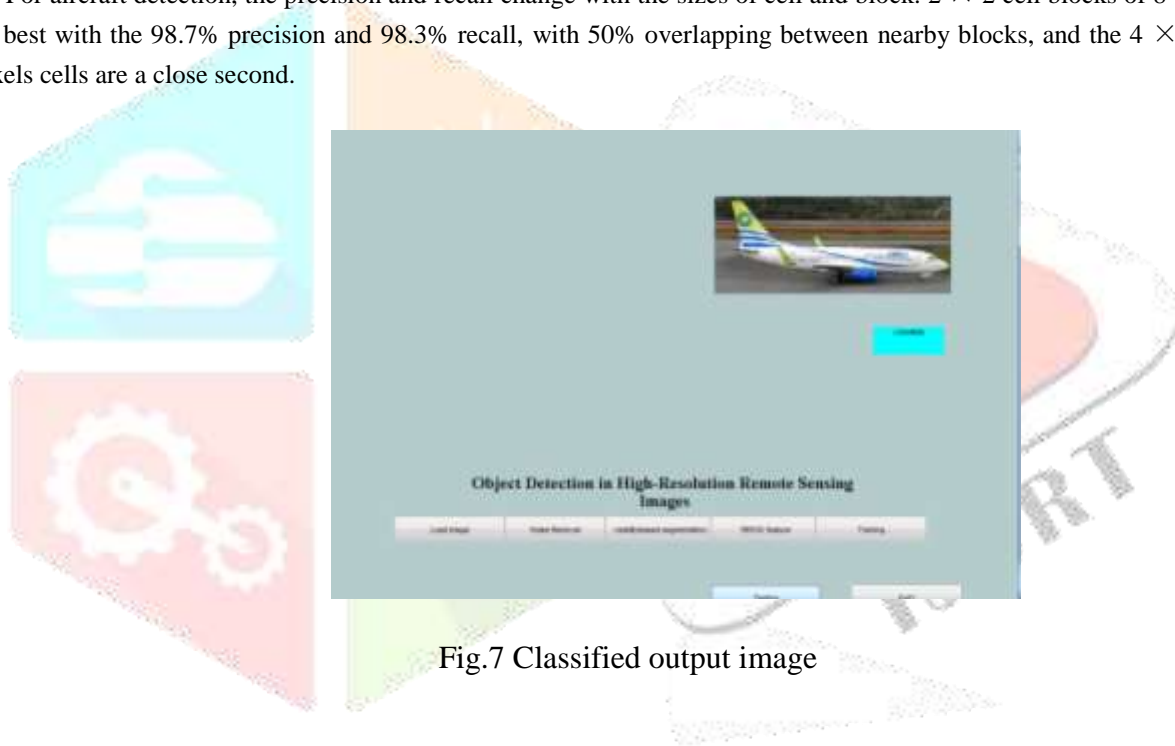 For aircraft detection, the precision and recall change with the sizes of cell and block. 2 × 2 cell blocks of 8
best with the 98.7% precision and 98.3% recall, with 50% overlapping between nearby blocks, and the 4 ×
xels cells are a close second.
Object Detection in High-Resolution Remote Sensing
Images
Load Image Training
Fig.7 Classified output image